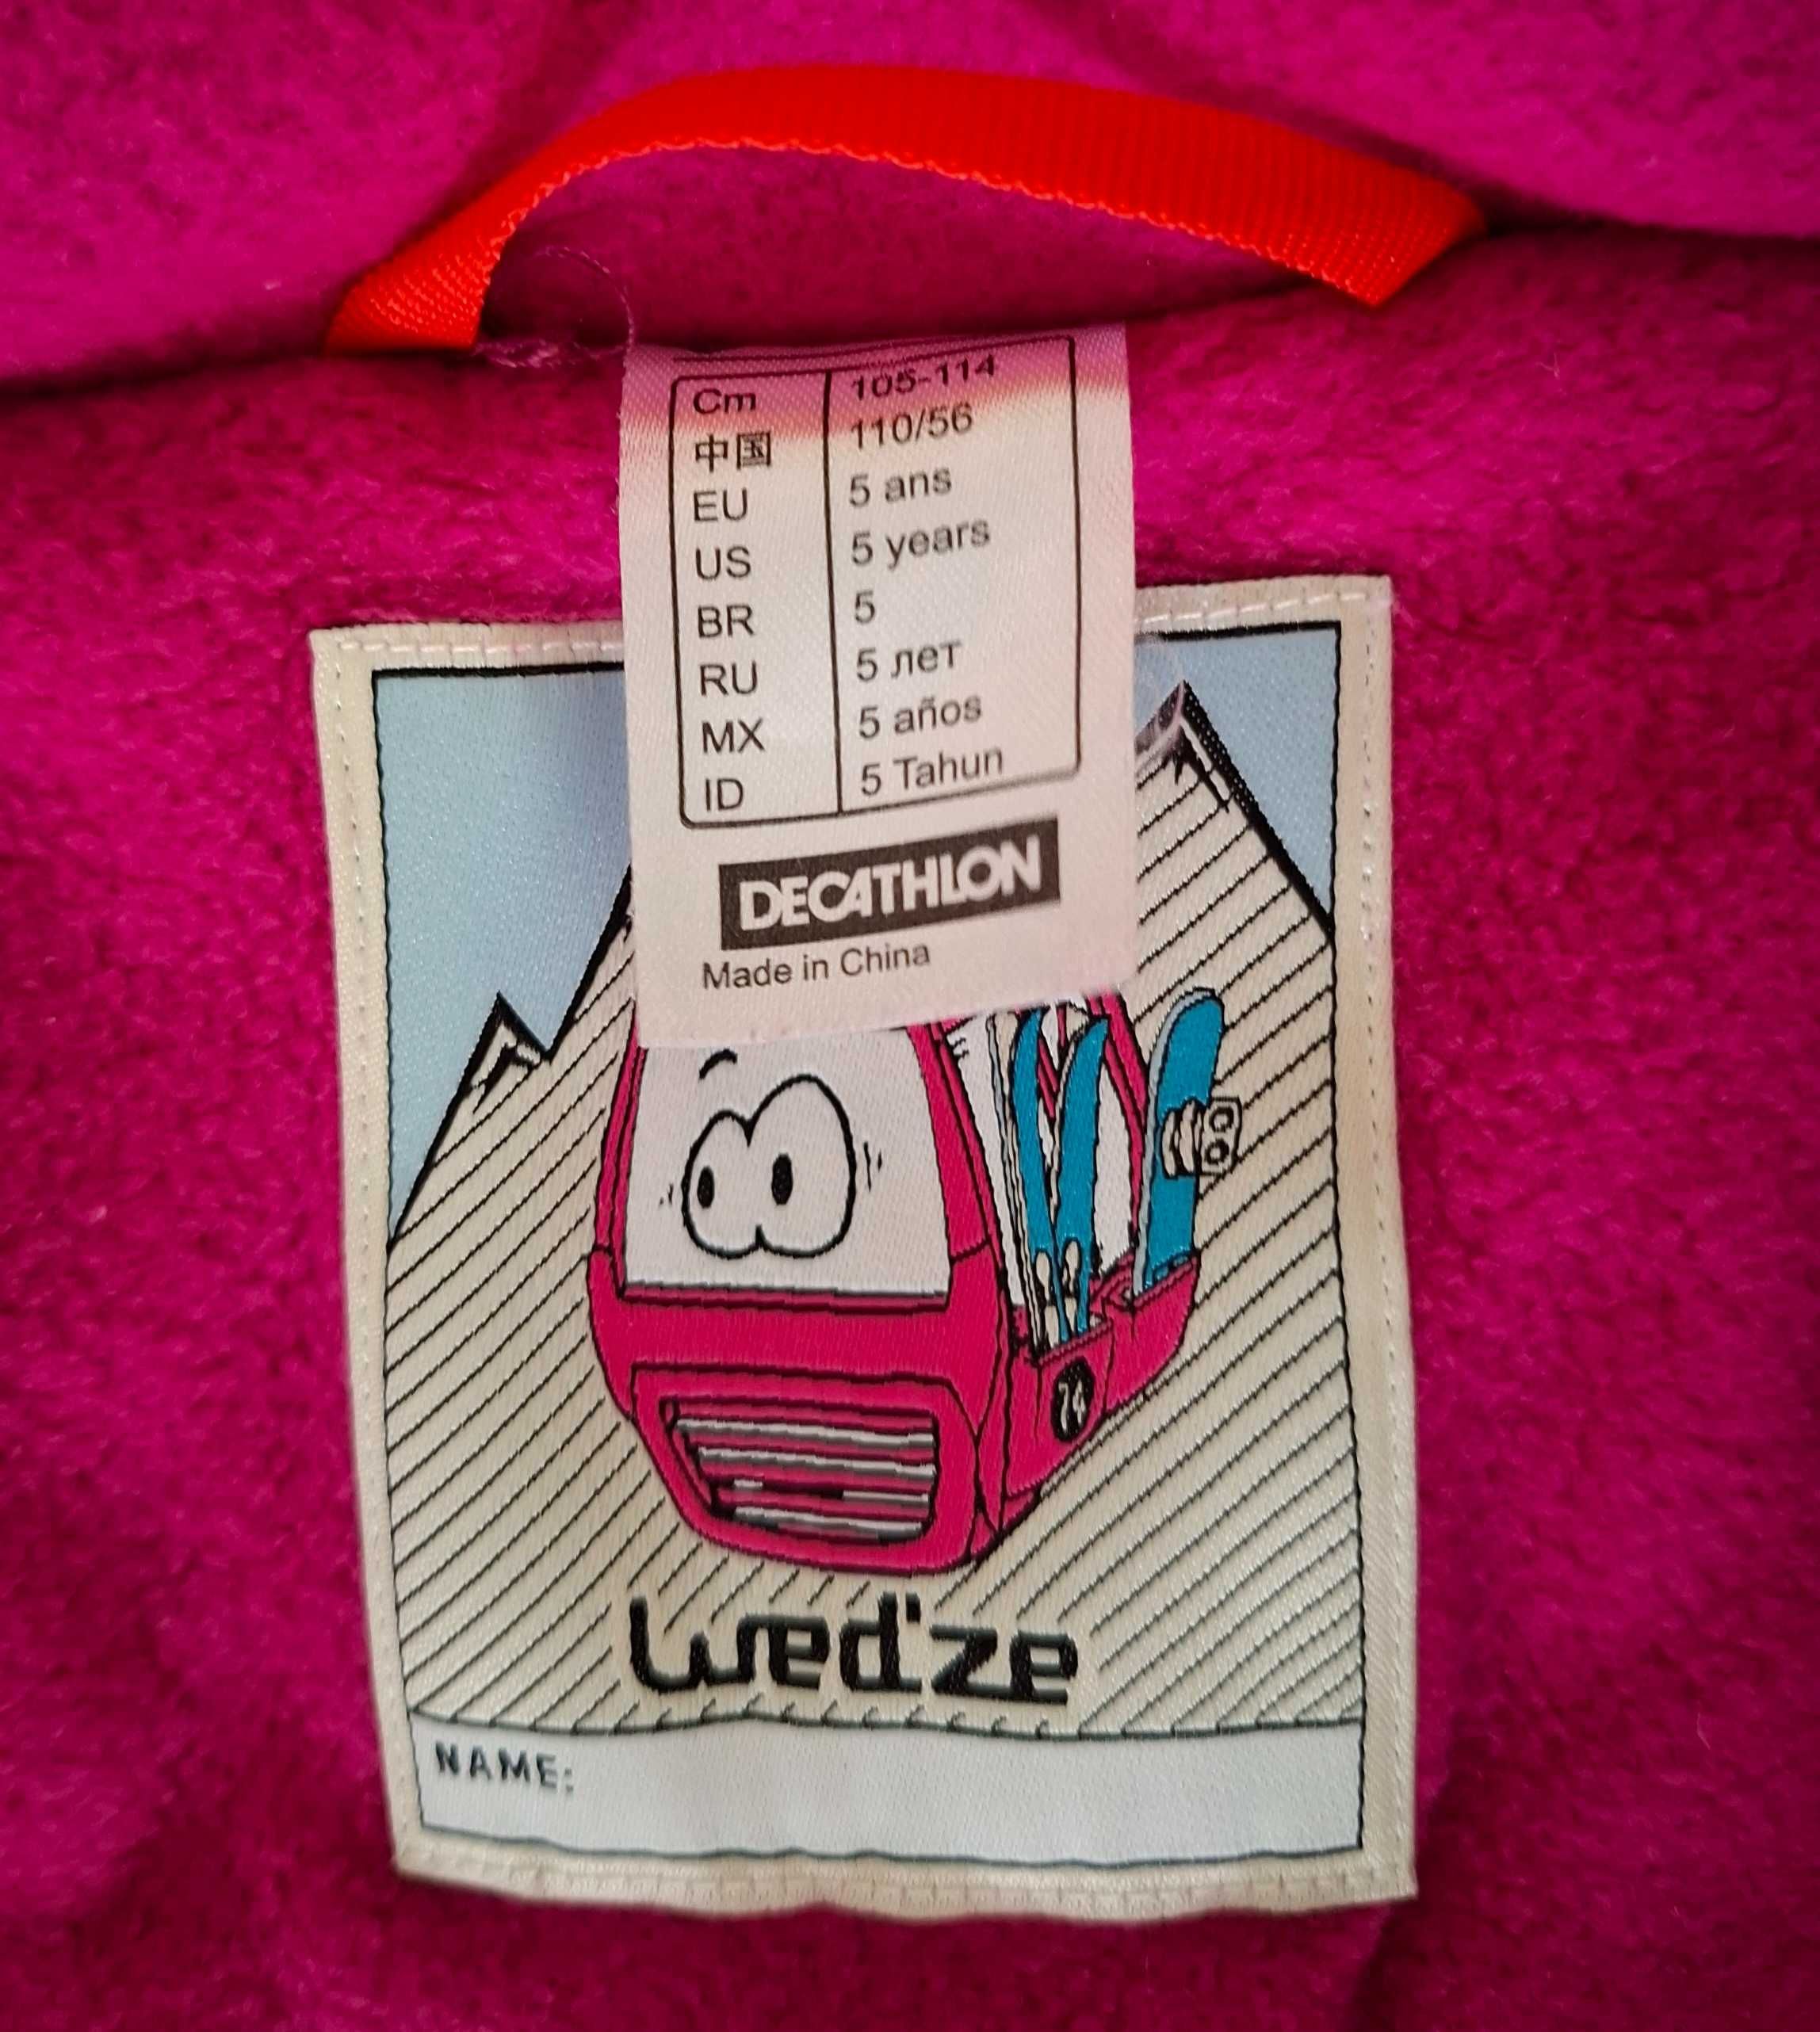 Cm 105-114
中国 110/56
EU 5 ans
US 5 years
BR 5
RU 5 лет
MX 5 años
ID 5 Tahun
DECATHLON
Made in China
74
wed'ze
NAME: